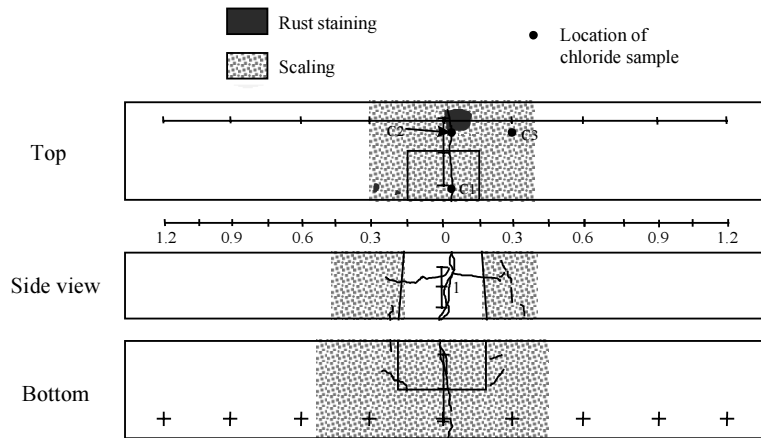 Rust staining
Scaling
Location of
chloride sample
Top
C2
C3
C1
1.2 0.9 0.6 0.3 0 0.3 0.6 0.9 1.2
Side view
1
Bottom